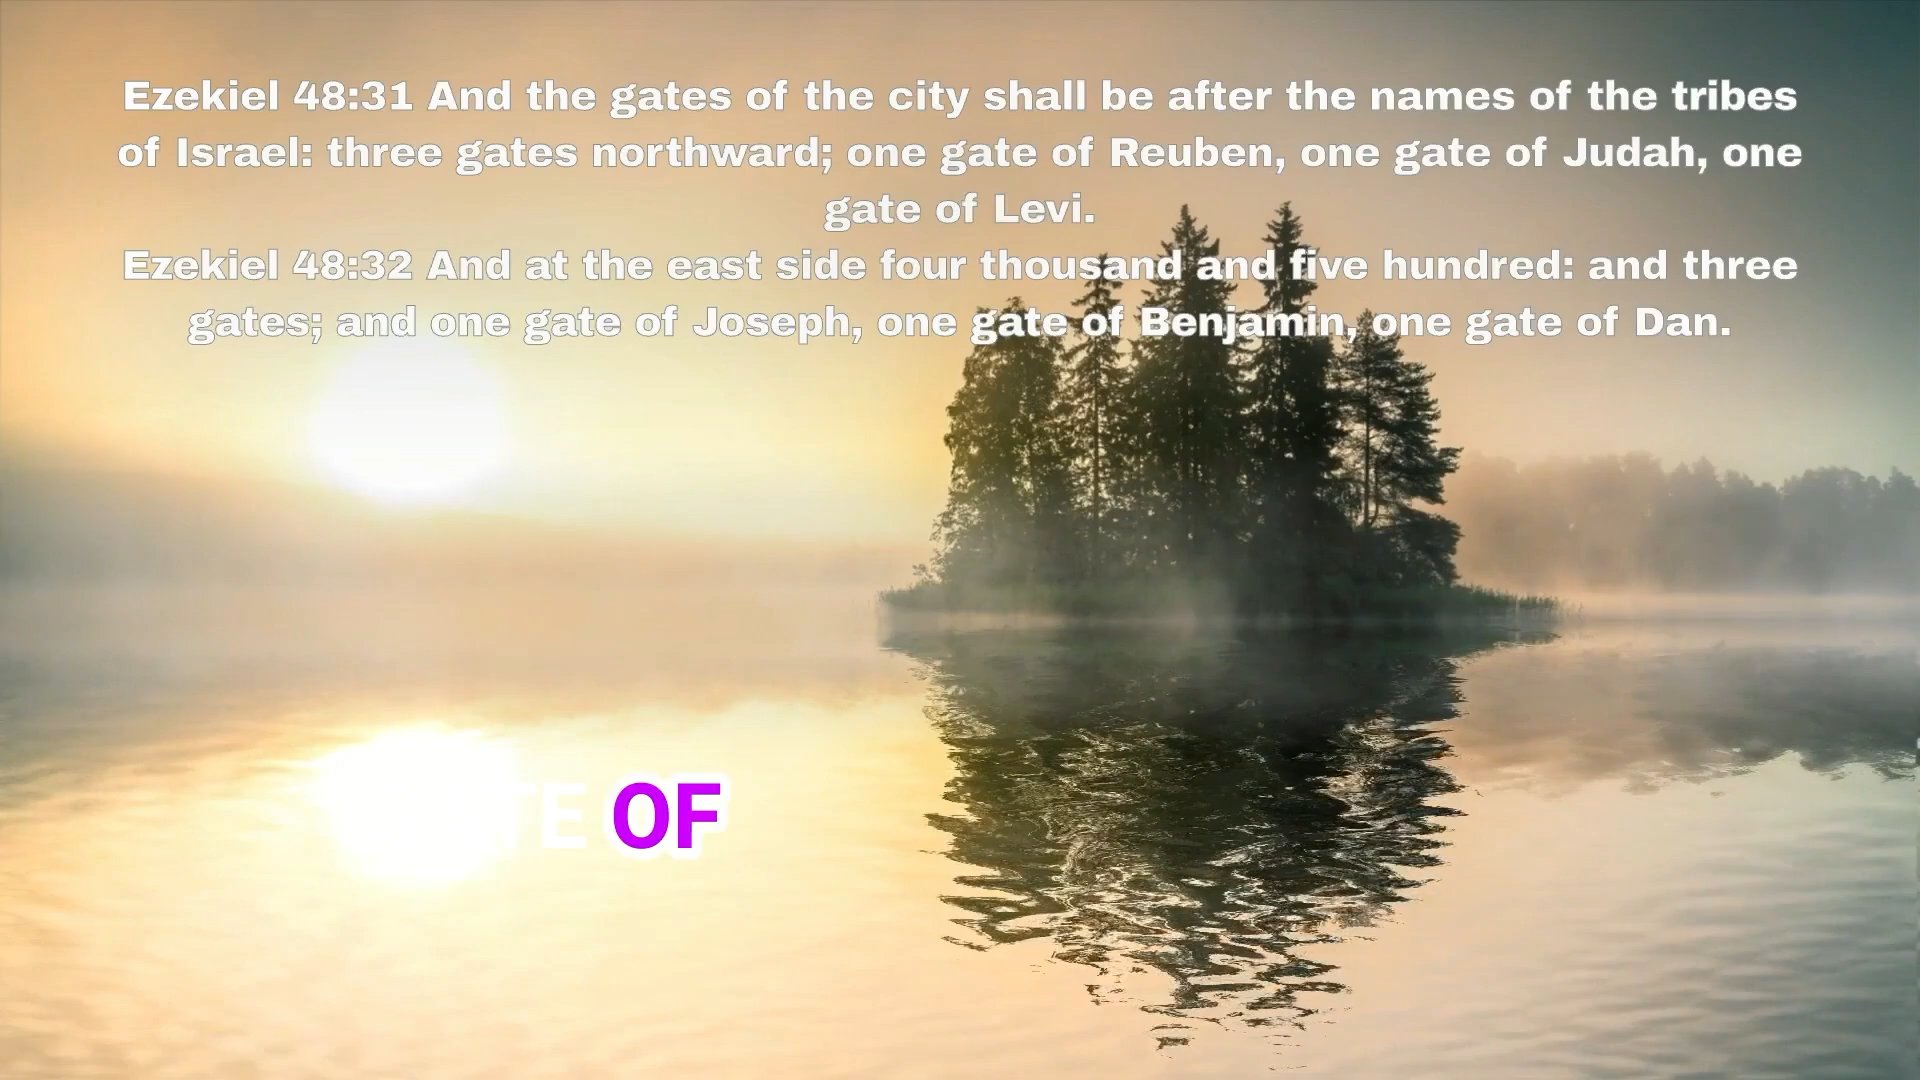 Ezekiel 48:31 And the gates of the city shall be after the names of the tribes
of Israel: three gates northward; one gate of Reuben, one gate of Judah, one
gate of Levi.
Ezekiel 48:32 And at the east side four thousand and five hundred: and three
gates; and one gate of Joseph, one gate of Benjamin, one gate of Dan.
OF